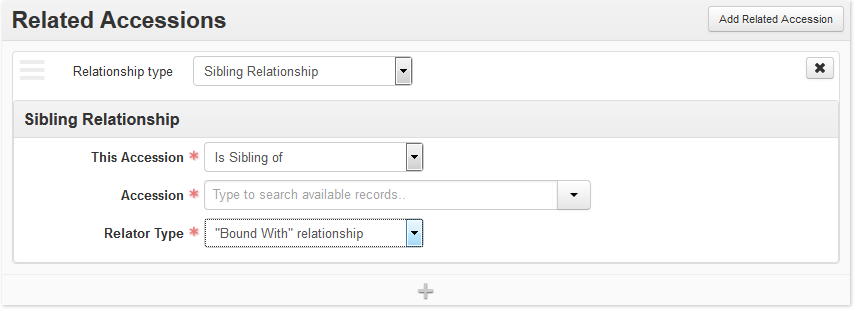 Related Accessions
Add Related Accession
Relationship type
Sibling Relationship
Sibling Relationship
This Accession * Is Sibling of
Accession * Type to search available records..
Relator Type * "Bound With" relationship